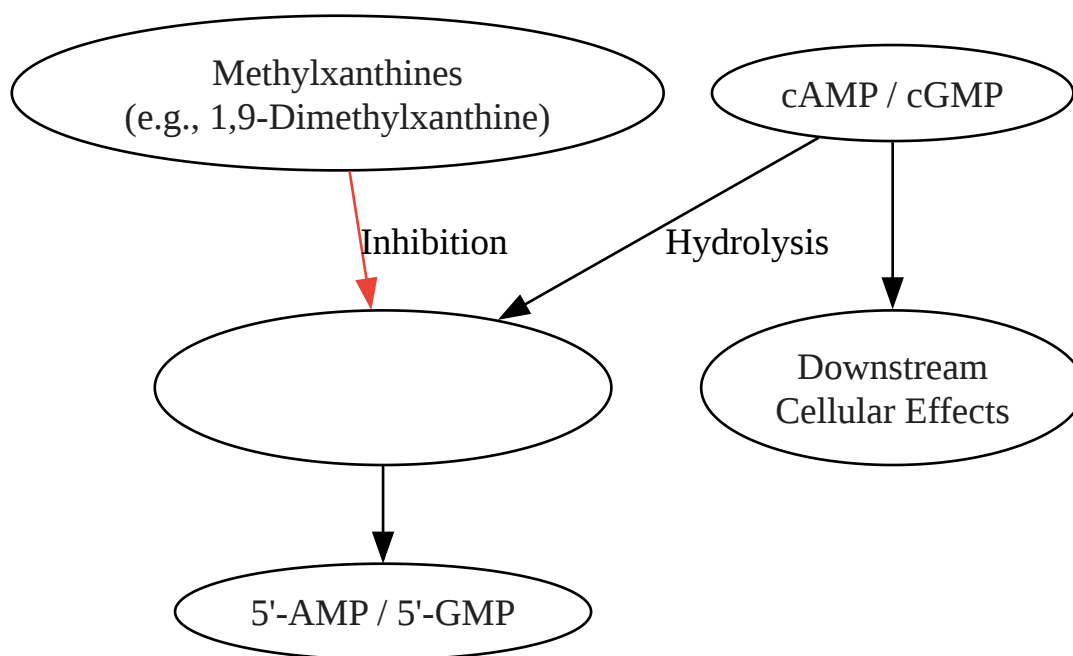 Methylxanthines
(e.g., 1,9-Dimethylxanthine)
cAMP / cGMP
Inhibition
Hydrolysis
Downstream
Cellular Effects
5'-AMP / 5'-GMP